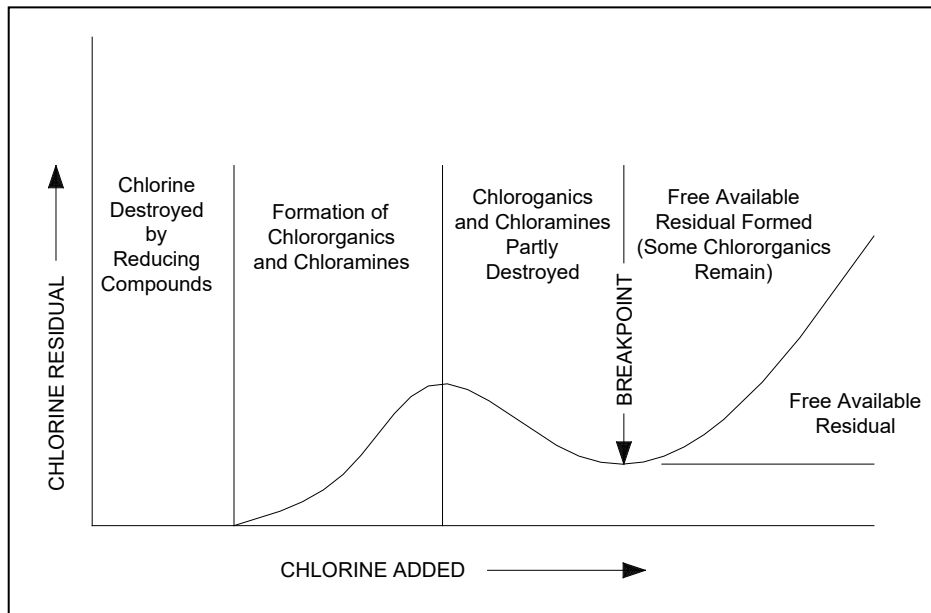 Chlorine
Destroyed
by
Reducing
Compounds
Formation of
Chlororganics
and Chloramines
Chloroganics
and Chloramines
Partly
Destroyed
Free Available
Residual Formed
(Some Chlororganics
Remain)
BREAKPOINT
Free Available
Residual
CHLORINE RESIDUAL
CHLORINE ADDED